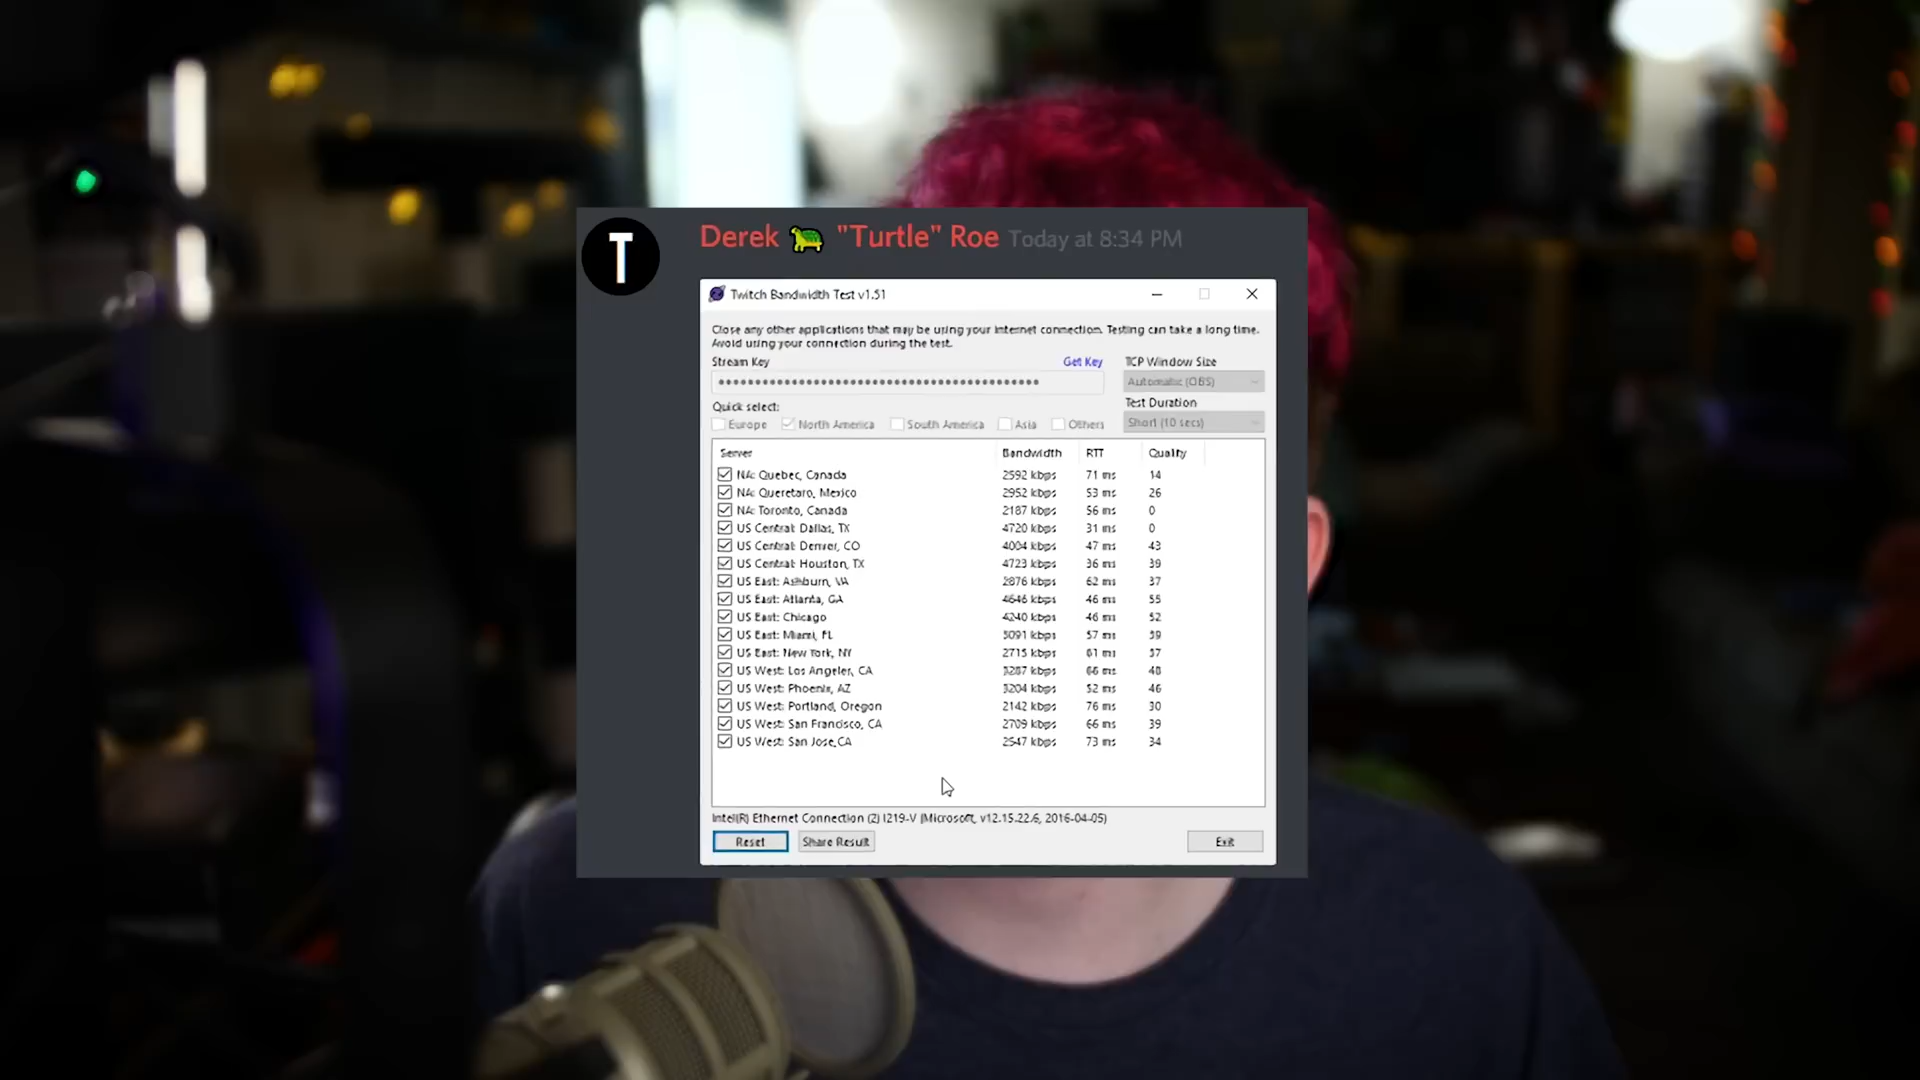 T
Derek 🐢 "Turtle" Roe Today at 8:34 PM
Twitch Bandwidth Test v1.51
Close any other applications that may be using your internet connection. Testing can take a long time.
Avoid using your connection during the test.
Stream Key Get Key TCP Window Size
Automatic (OBS)
Quick select: Test Duration
Europe North America South America Asia Others Short (10 secs)
Server Bandwidth RTT Quality
NA: Quebec, Canada 2592 kbps 71 ms 14
NA: Queretaro, Mexico 2952 kbps 53 ms 26
NA: Toronto, Canada 2187 kbps 56 ms 0
US Central: Dallas, TX 4720 kbps 31 ms 0
US Central: Denver, CO 4004 kbps 47 ms 43
US Central: Houston, TX 4723 kbps 36 ms 39
US East: Ashburn, VA 2876 kbps 62 ms 37
US East: Atlanta, GA 4646 kbps 46 ms 55
US East: Chicago 4240 kbps 46 ms 52
US East: Miami, FL 3091 kbps 57 ms 39
US East: New York, NY 2715 kbps 61 ms 37
US West: Los Angeles, CA 3287 kbps 66 ms 48
US West: Phoenix, AZ 3204 kbps 52 ms 46
US West: Portland, Oregon 2142 kbps 76 ms 30
US West: San Francisco, CA 2709 kbps 66 ms 39
US West: San Jose,CA 2547 kbps 73 ms 34
Intel(R) Ethernet Connection (2) I219-V (Microsoft, v12.15.22.6, 2016-04-05)
Reset Share Result Exit